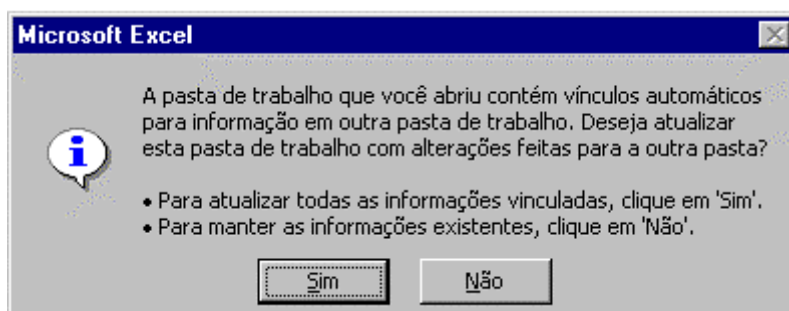 Microsoft Excel
A pasta de trabalho que você abriu contém vínculos automáticos
para informação em outra pasta de trabalho. Deseja atualizar
esta pasta de trabalho com alterações feitas para a outra pasta?
• Para atualizar todas as informações vinculadas, clique em 'Sim'.
• Para manter as informações existentes, clique em 'Não'.
Sim Não